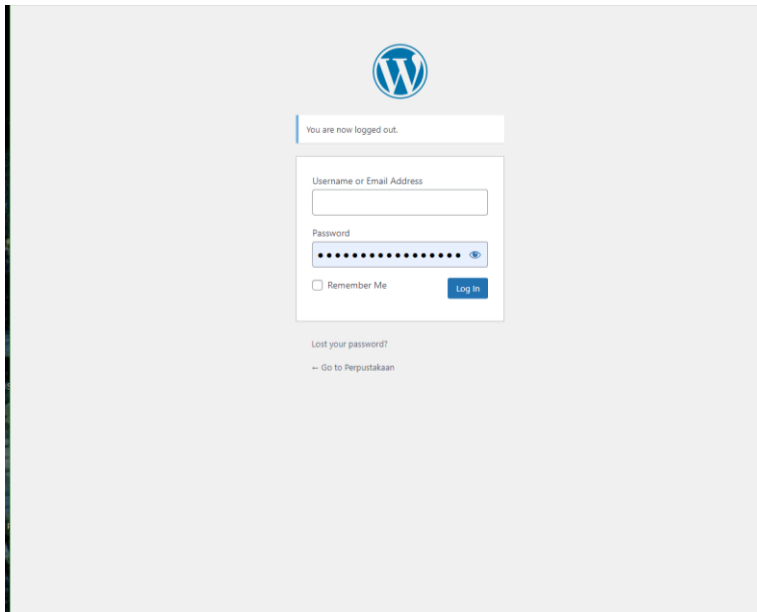 You are now logged out.
Username or Email Address
Password
Remember Me
Log In
Lost your password?
← Go to Perpustakaan